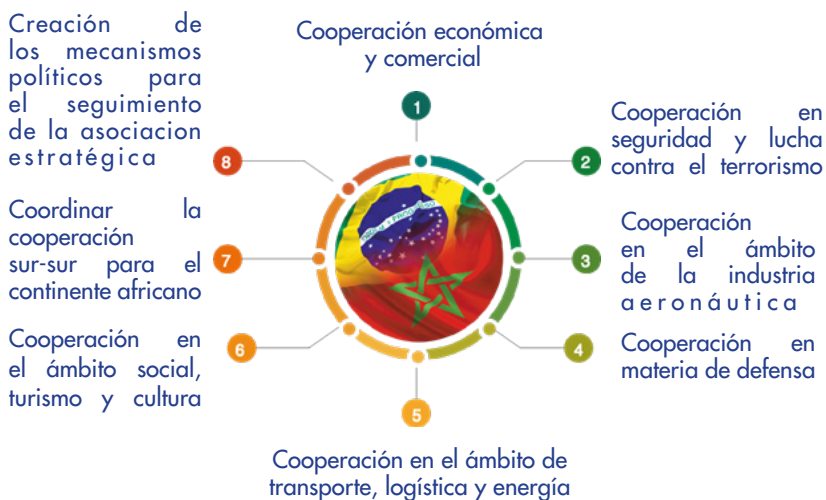 Cooperación económica
y comercial
1
Cooperación en
seguridad y lucha
contra el terrorismo
2
Cooperación
en el ámbito
de la industria
aeronáutica
3
Cooperación en
materia de defensa
4
Cooperación en el ámbito de
transporte, logística y energía
5
Cooperación en
el ámbito social,
turismo y cultura
6
Coordinar la
cooperación
sur-sur para el
continente africano
7
Creación de
los mecanismos
políticos para
el seguimiento
de la asociacion
estratégica
8